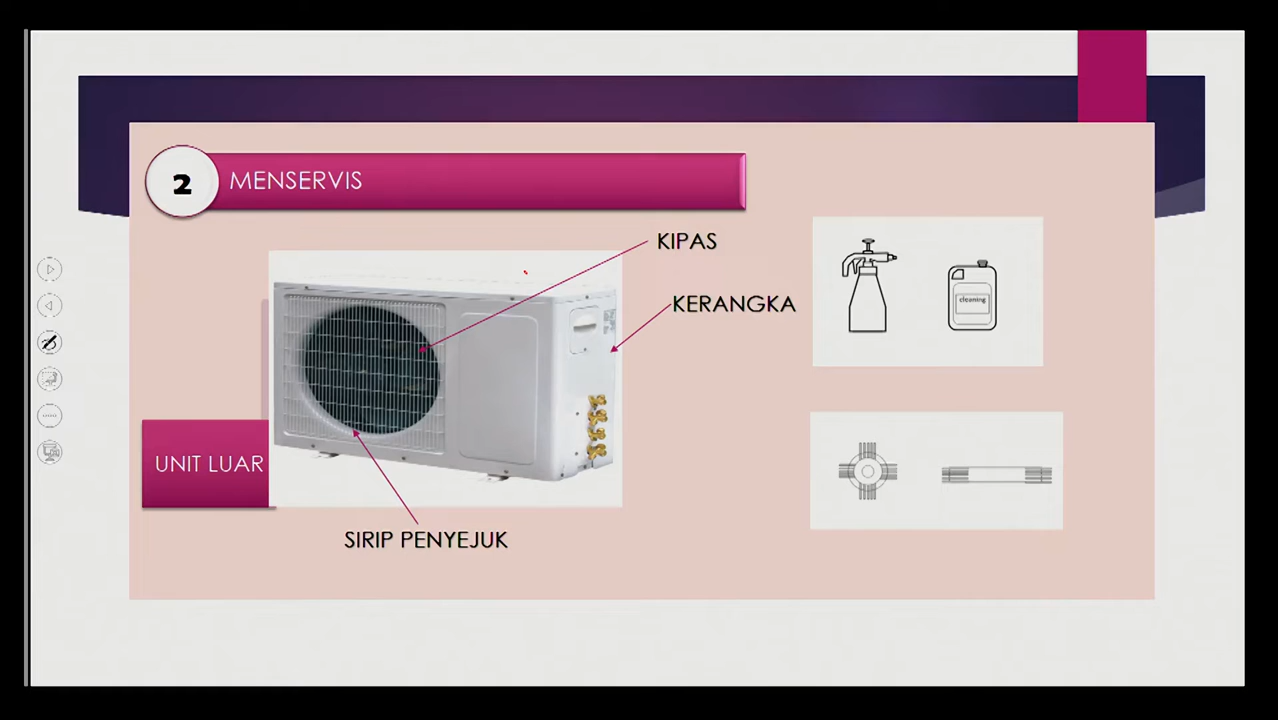 2
MENSERVIS
KIPAS
KERANGKA
cleaning
UNIT LUAR
SIRIP PENYEJUK